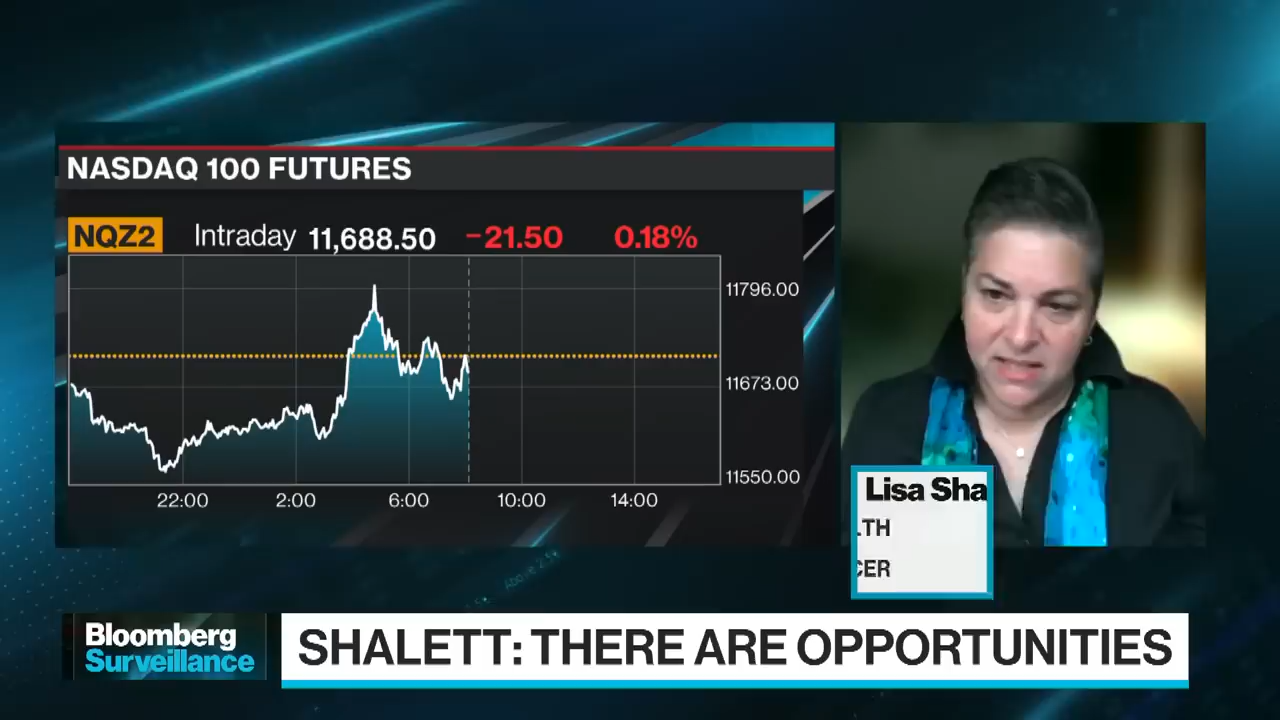 NASDAQ 100 FUTURES
NQZ2 Intraday 11,688.50 -21.50 0.18%
11796.00
11673.00
11550.00
22:00 2:00 6:00 10:00 14:00
Lisa Sha
LTH
CER
Bloomberg
Surveillance
SHALETT: THERE ARE OPPORTUNITIES